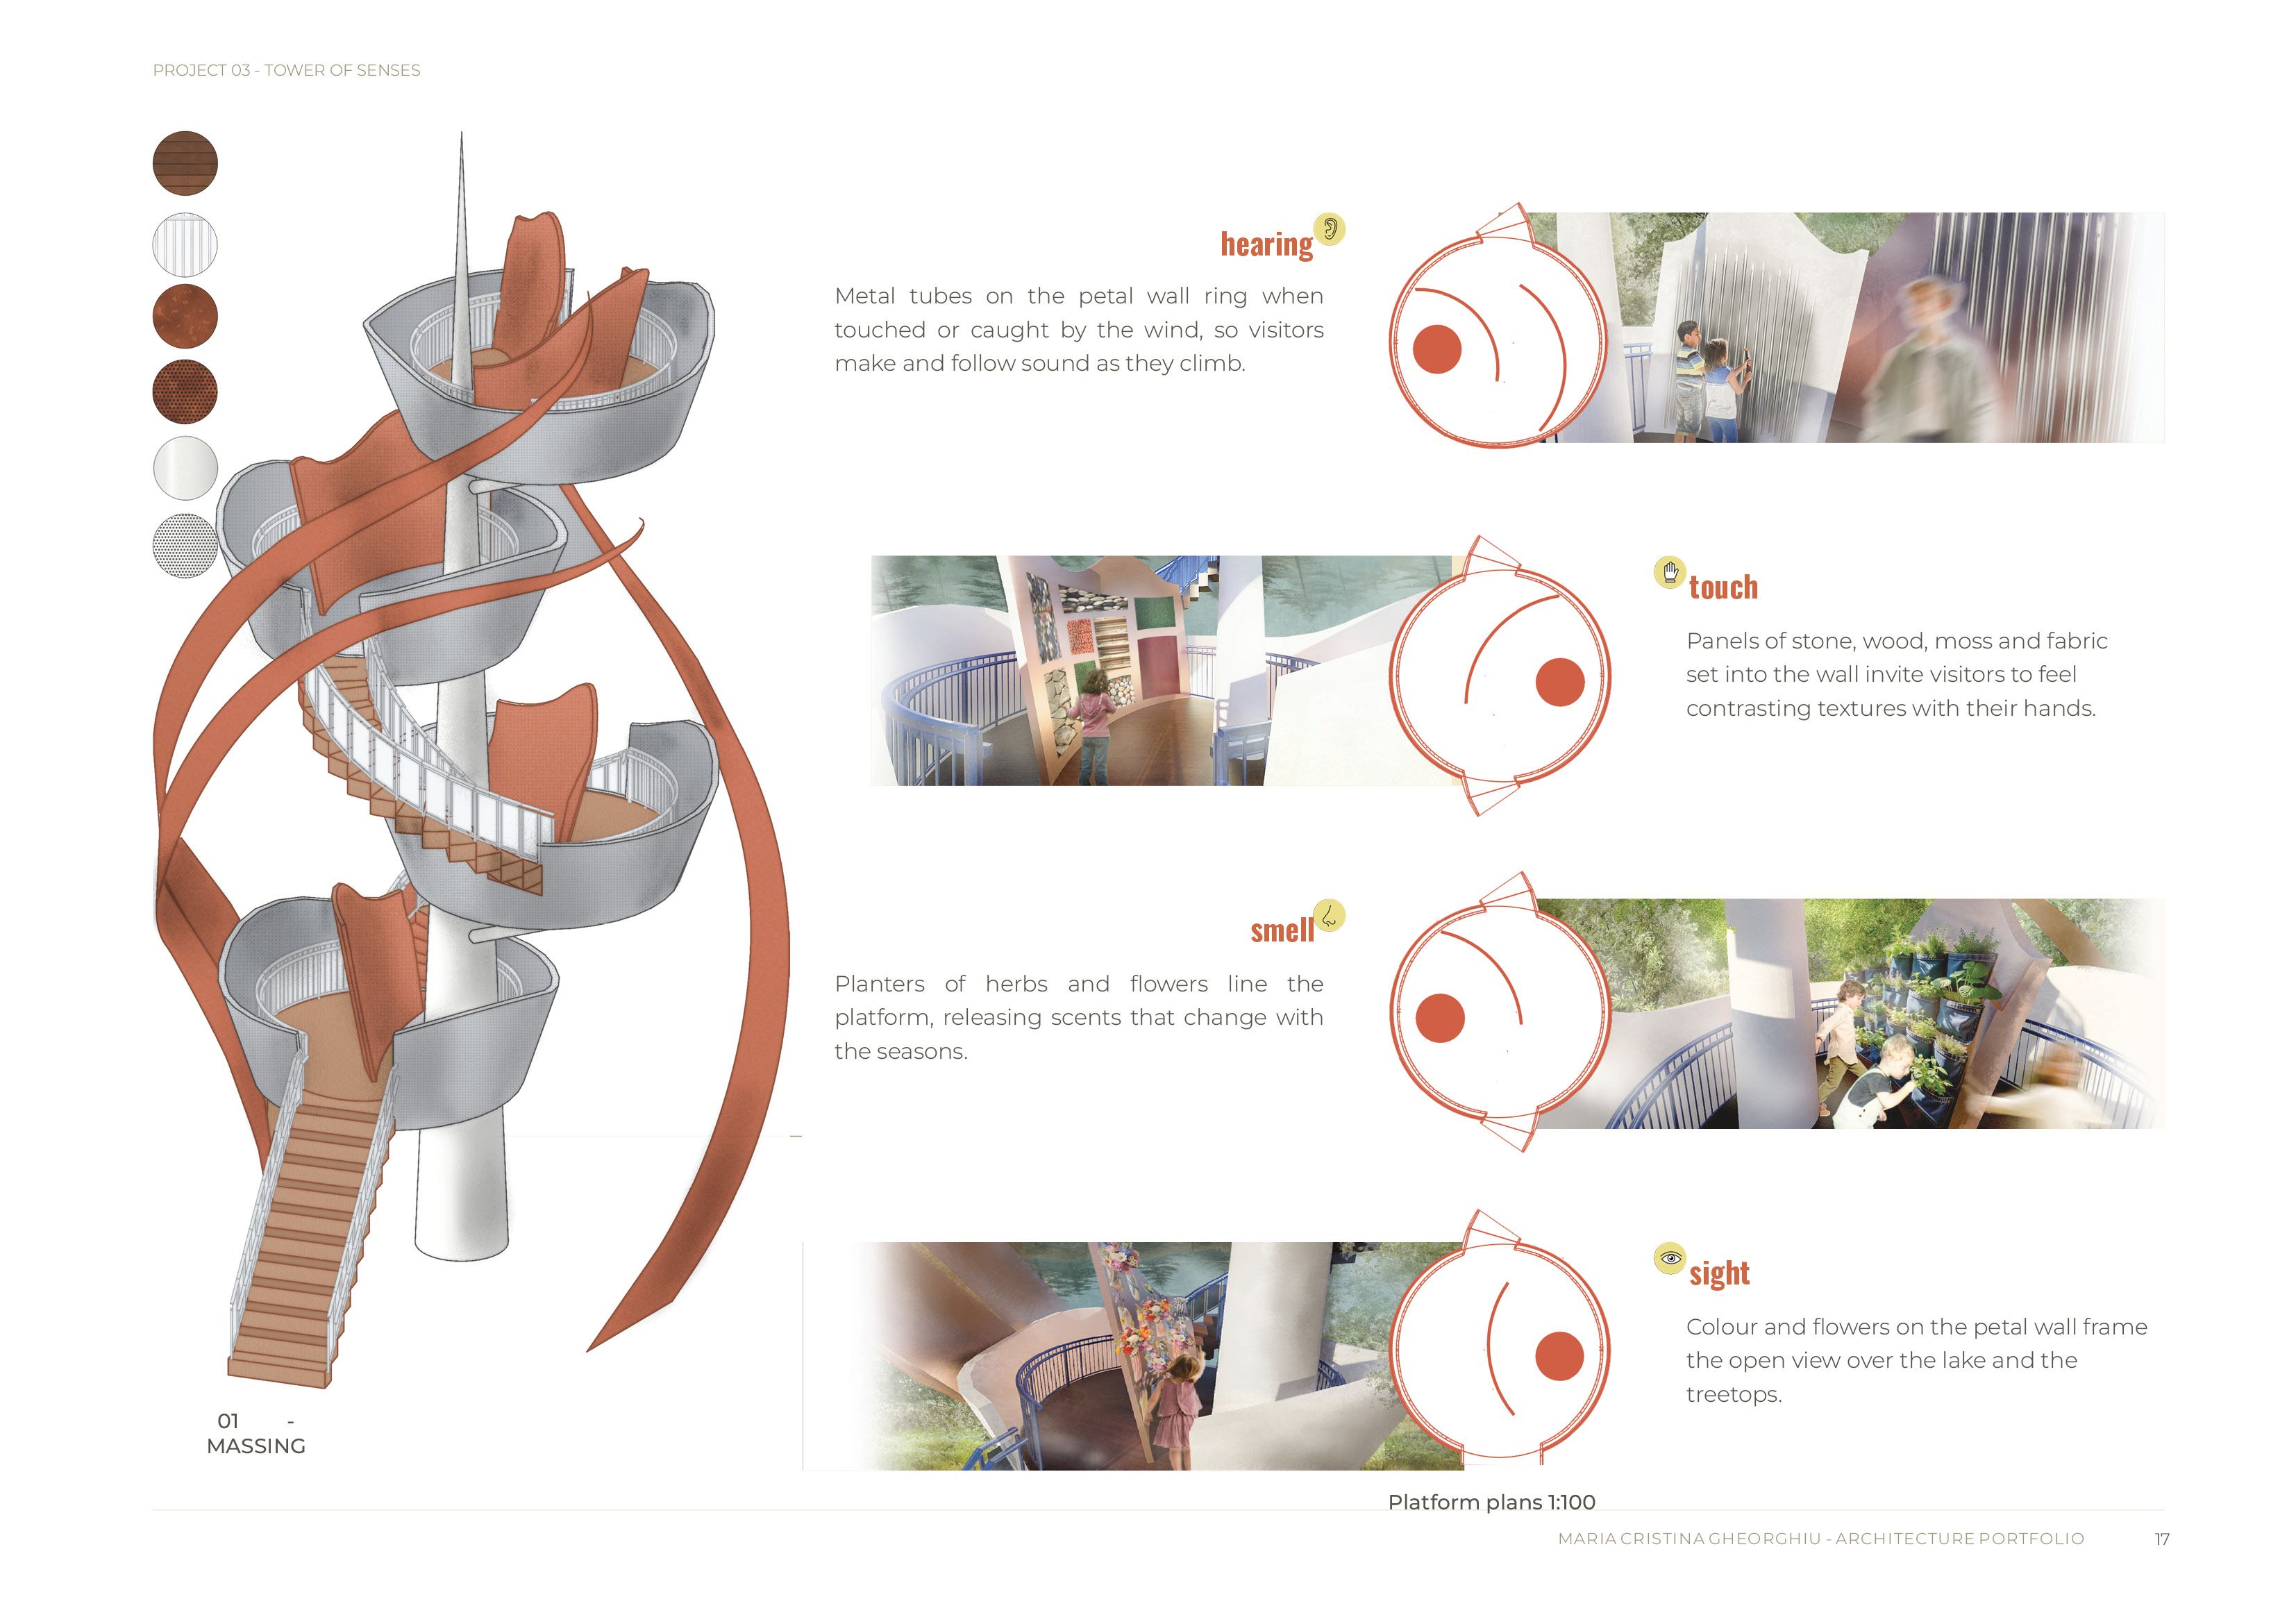 PROJECT 03 - TOWER OF SENSES
hearing
Metal tubes on the petal wall ring when
touched or caught by the wind, so visitors
make and follow sound as they climb.
touch
Panels of stone, wood, moss and fabric
set into the wall invite visitors to feel
contrasting textures with their hands.
smell
Planters of herbs and flowers line the
platform, releasing scents that change with
the seasons.
sight
Colour and flowers on the petal wall frame
the open view over the lake and the
treetops.
01 -
MASSING
Platform plans 1:100
MARIA CRISTINA GHEORGHIU - ARCHITECTURE PORTFOLIO
17